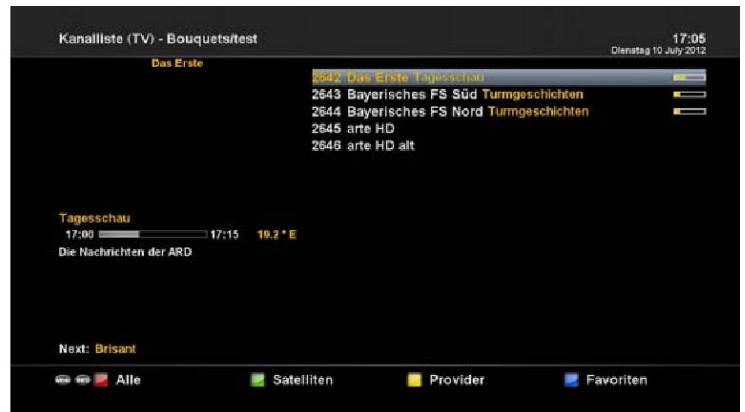 Kanalliste (TV) - Bouquets/test
17:05
Dienstag 10 July 2012
Das Erste
2642 Das Erste Tagesschau
2643 Bayerisches FS Süd Turmgeschichten
2644 Bayerisches FS Nord Turmgeschichten
2645 arte HD
2646 arte HD alt
Tagesschau
17:00 17:15 19.2 ° E
Die Nachrichten der ARD
Next: Brisant
Alle Satelliten Provider Favoriten